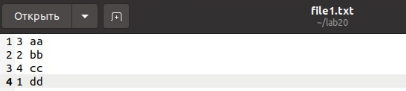 Открыть
file1.txt
~/lab20
1 3 aa
2 2 bb
3 4 cc
4 1 dd